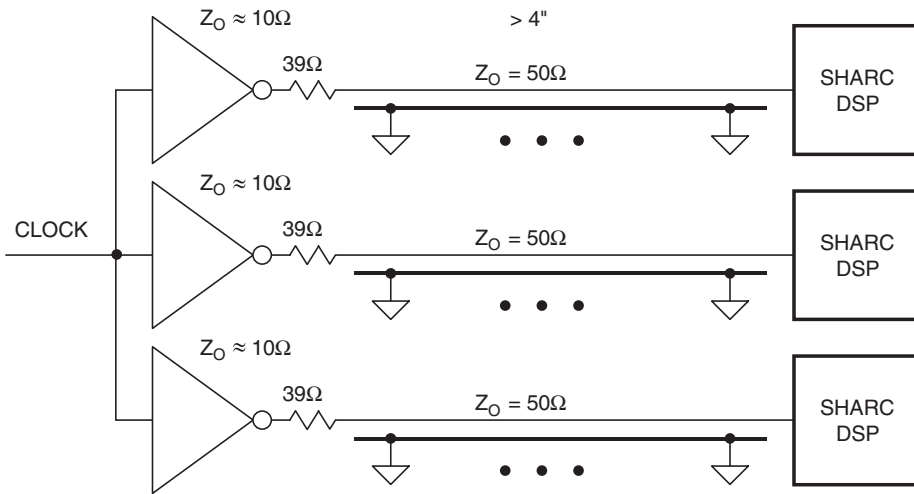 Z_O ≈ 10Ω
> 4"
39Ω
Z_O = 50Ω
SHARC
DSP
Z_O ≈ 10Ω
CLOCK
39Ω
Z_O = 50Ω
SHARC
DSP
Z_O ≈ 10Ω
39Ω
Z_O = 50Ω
SHARC
DSP